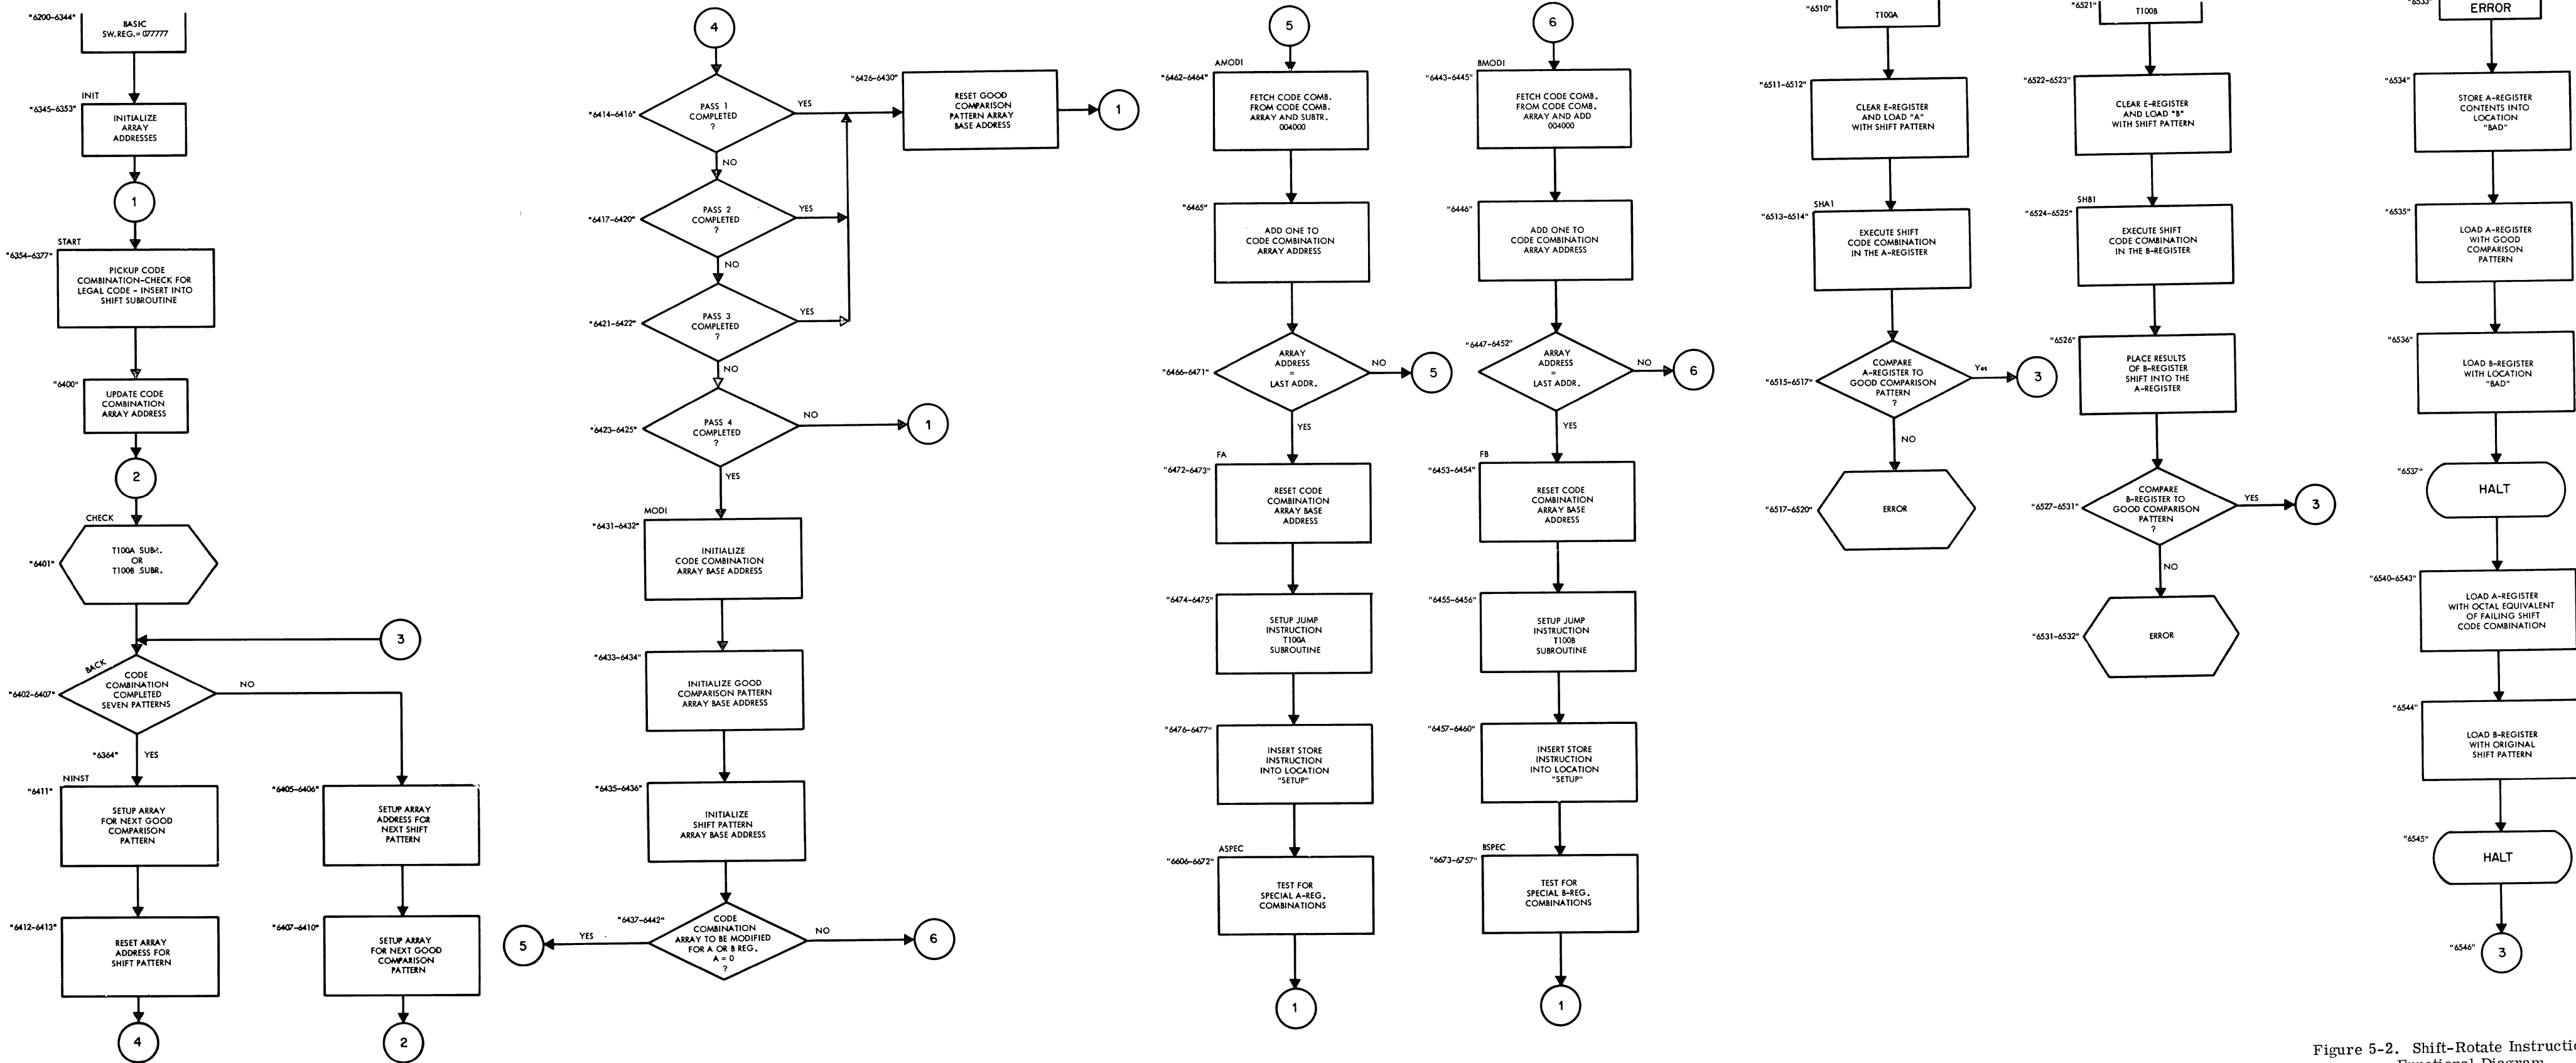 "6200-6344"
BASIC
SW.REG.= 077777
INIT
"6345-6353"
INITIALIZE
ARRAY
ADDRESSES
1
START
"6354-6377"
PICKUP CODE
COMBINATION-CHECK FOR
LEGAL CODE - INSERT INTO
SHIFT SUBROUTINE
"6400"
UPDATE CODE
COMBINATION
ARRAY ADDRESS
2
CHECK
"6401"
T100A SUBR.
OR
T100B SUBR.
3
BACK
"6402-6407"
CODE
COMBINATION
COMPLETED
SEVEN PATTERNS
NO
"6364"
YES
NINST
"6411"
SETUP ARRAY
FOR NEXT GOOD
COMPARISON
PATTERN
"6412-6413"
RESET ARRAY
ADDRESS FOR
SHIFT PATTERN
4
"6405-6406"
SETUP ARRAY
ADDRESS FOR
NEXT SHIFT
PATTERN
"6407-6410"
SETUP ARRAY
FOR NEXT GOOD
COMPARISON
PATTERN
2
4
"6414-6416"
PASS 1
COMPLETED
?
YES
"6426-6430"
RESET GOOD
COMPARISON
PATTERN ARRAY
BASE ADDRESS
1
NO
"6417-6420"
PASS 2
COMPLETED
?
YES
NO
"6421-6422"
PASS 3
COMPLETED
?
YES
NO
"6423-6425"
PASS 4
COMPLETED
?
NO
1
YES
MODI
"6431-6432"
INITIALIZE
CODE COMBINATION
ARRAY BASE ADDRESS
"6433-6434"
INITIALIZE GOOD
COMPARISON PATTERN
ARRAY BASE ADDRESS
"6435-6436"
INITIALIZE
SHIFT PATTERN
ARRAY BASE ADDRESS
"6437-6442"
CODE
COMBINATION
ARRAY TO BE MODIFIED
FOR A OR B REG.
A = 0
?
YES
5
NO
6
5
AMODI
"6462-6464"
FETCH CODE COMB.
FROM CODE COMB.
ARRAY AND SUBTR.
004000
"6465"
ADD ONE TO
CODE COMBINATION
ARRAY ADDRESS
"6466-6471"
ARRAY
ADDRESS
=
LAST ADDR.
NO
5
YES
FA
"6472-6473"
RESET CODE
COMBINATION
ARRAY BASE
ADDRESS
"6474-6475"
SETUP JUMP
INSTRUCTION
T100A
SUBROUTINE
"6476-6477"
INSERT STORE
INSTRUCTION
INTO LOCATION
"SETUP"
ASPEC
"6606-6672"
TEST FOR
SPECIAL A-REG.
COMBINATIONS
1
6
BMODI
"6443-6445"
FETCH CODE COMB.
FROM CODE COMB.
ARRAY AND ADD
004000
"6446"
ADD ONE TO
CODE COMBINATION
ARRAY ADDRESS
"6447-6452"
ARRAY
ADDRESS
=
LAST ADDR.
NO
6
YES
FB
"6453-6454"
RESET CODE
COMBINATION
ARRAY BASE
ADDRESS
"6455-6456"
SETUP JUMP
INSTRUCTION
T100B
SUBROUTINE
"6457-6460"
INSERT STORE
INSTRUCTION
INTO LOCATION
"SETUP"
BSPEC
"6673-6757"
TEST FOR
SPECIAL B-REG.
COMBINATIONS
1
"6510"
T100A
"6511-6512"
CLEAR E-REGISTER
AND LOAD "A"
WITH SHIFT PATTERN
SHA1
"6513-6514"
EXECUTE SHIFT
CODE COMBINATION
IN THE A-REGISTER
"6515-6517"
COMPARE
A-REGISTER TO
GOOD COMPARISON
PATTERN
?
Yes
3
NO
"6517-6520"
ERROR
"6521"
T100B
"6522-6523"
CLEAR E-REGISTER
AND LOAD "B"
WITH SHIFT PATTERN
SHB1
"6524-6525"
EXECUTE SHIFT
CODE COMBINATION
IN THE B-REGISTER
"6526"
PLACE RESULTS
OF B-REGISTER
SHIFT INTO THE
A-REGISTER
"6527-6531"
COMPARE
B-REGISTER TO
GOOD COMPARISON
PATTERN
?
YES
3
NO
"6531-6532"
ERROR
"6533"
ERROR
"6534"
STORE A-REGISTER
CONTENTS INTO
LOCATION
"BAD"
"6535"
LOAD A-REGISTER
WITH GOOD
COMPARISON
PATTERN
"6536"
LOAD B-REGISTER
WITH LOCATION
"BAD"
"6537"
HALT
"6540-6543"
LOAD A-REGISTER
WITH OCTAL EQUIVALENT
OF FAILING SHIFT
CODE COMBINATION
"6544"
LOAD B-REGISTER
WITH ORIGINAL
SHIFT PATTERN
"6545"
HALT
"6546"
3
Figure 5-2. Shift-Rotate Instructio